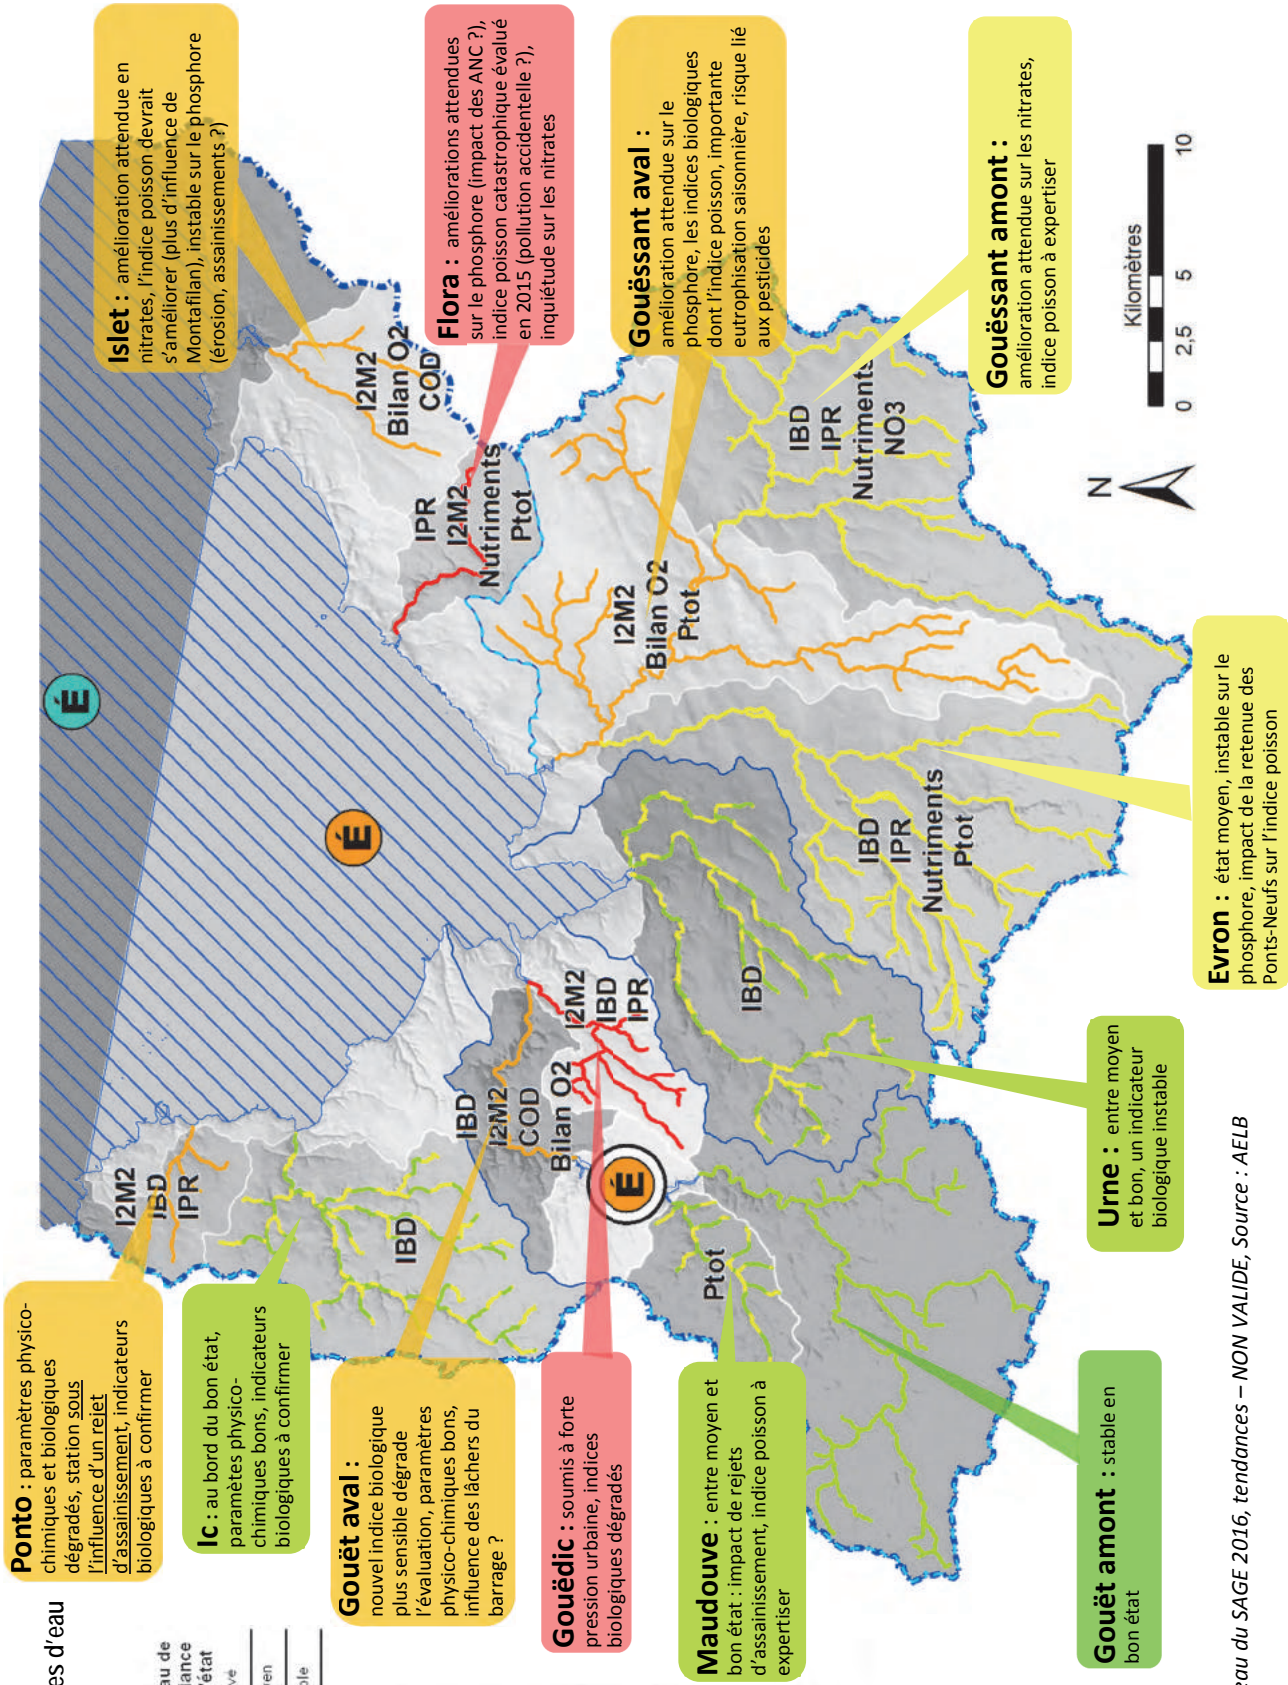 es d'eau
au de
iance
'état
vé
en
ble
Ponto : paramètres physico-
chimiques et biologiques
dégradés, station sous
l'influence d'un rejet
d'assainissement, indicateurs
biologiques à confirmer
Ic : au bord du bon état,
paramètes physico-
chimiques bons, indicateurs
biologiques à confirmer
Gouët aval :
nouvel indice biologique
plus sensible dégrade
l'évaluation, paramètres
physico-chimiques bons,
influence des lâchers du
barrage ?
Gouëdic : soumis à forte
pression urbaine, indices
biologiques dégradés
Maudouve : entre moyen et
bon état : impact de rejets
d'assainissement, indice poisson à
expertiser
Gouët amont : stable en
bon état
Urne : entre moyen
et bon, un indicateur
biologique instable
Evron : état moyen, instable sur le
phosphore, impact de la retenue des
Ponts-Neufs sur l'indice poisson
Islet : amélioration attendue en
nitrates, l'indice poisson devrait
s'améliorer (plus d'influence de
Montafilan), instable sur le phosphore
(érosion, assainissements ?)
Flora : améliorations attendues
sur le phosphore (impact des ANC ?),
indice poisson catastrophique évalué
en 2015 (pollution accidentelle ?),
inquiétude sur les nitrates
Gouëssant aval :
amélioration attendue sur le
phosphore, les indices biologiques
dont l'indice poisson, importante
eutrophisation saisonnière, risque lié
aux pesticides
Gouëssant amont :
amélioration attendue sur les nitrates,
indice poisson à expertiser
É
É
É
I2M2
IBD
IPR
IBD
IBD
I2M2
COD
Bilan O2
I2M2
IBD
IPR
Ptot
IBD
IBD
IPR
Nutriments
Ptot
I2M2
Bilan O2
Ptot
IPR
I2M2
Nutriments
Ptot
I2M2
Bilan O2
COD
IBD
IPR
Nutriments
NO3
N
Kilomètres
0 2,5 5 10
eau du SAGE 2016, tendances – NON VALIDE, Source : AELB